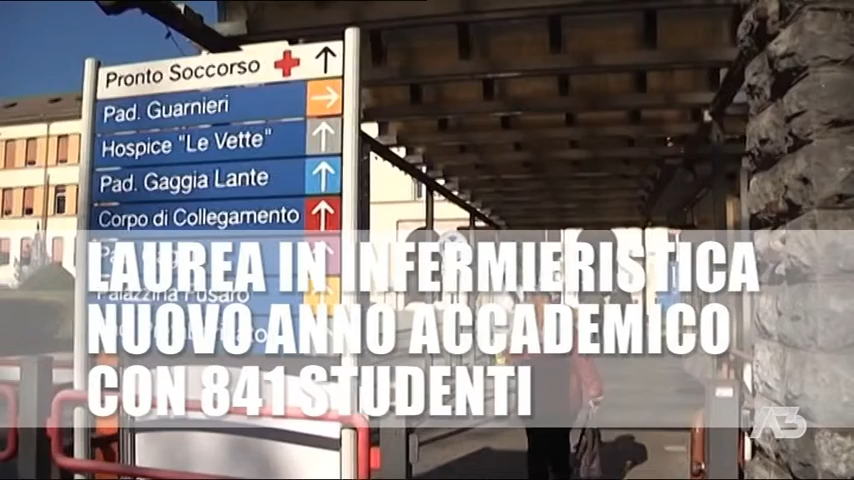 Pronto Soccorso
Pad. Guarnieri
Hospice "Le Vette"
Pad. Gaggia Lante
Corpo di Collegamento
Palazzina Fusaro
LAUREA IN INFERMIERISTICA
NUOVO ANNO ACCADEMICO
CON 841 STUDENTI
A3